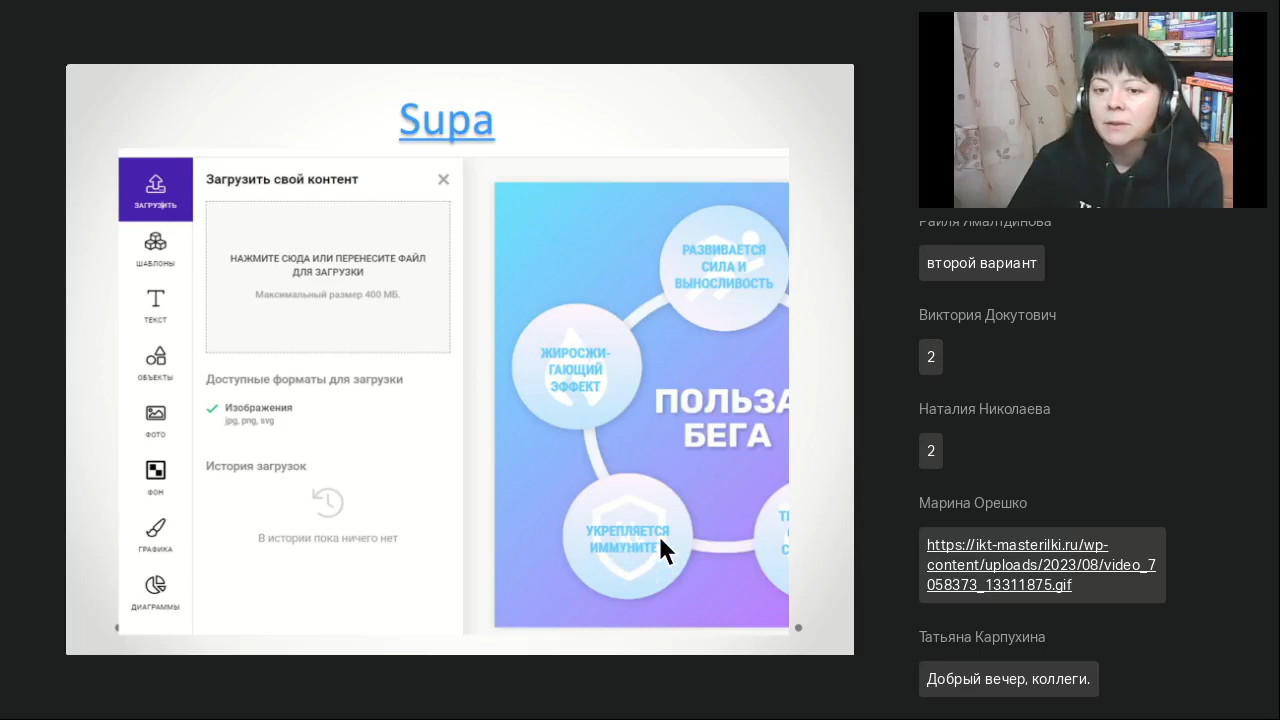 Supa
ЗАГРУЗИТЬ
ШАБЛОНЫ
ТЕКСТ
ОБЪЕКТЫ
ФОТО
ФОН
ГРАФИКА
ДИАГРАММЫ
Загрузить свой контент
НАЖМИТЕ СЮДА ИЛИ ПЕРЕНЕСИТЕ ФАЙЛ
ДЛЯ ЗАГРУЗКИ
Максимальный размер 400 МБ.
Доступные форматы для загрузки
Изображения
jpg, png, svg
История загрузок
В истории пока ничего нет
РАЗВИВАЕТСЯ
СИЛА И
ВЫНОСЛИВОСТЬ
ЖИРОСЖИ-
ГАЮЩИЙ
ЭФФЕКТ
ПОЛЬЗА
БЕГА
УКРЕПЛЯЕТСЯ
ИММУНИТЕ
Раиля Ямалтдинова
второй вариант
Виктория Докутович
2
Наталия Николаева
2
Марина Орешко
https://ikt-masterilki.ru/wp-
content/uploads/2023/08/video_7
058373_13311875.gif
Татьяна Карпухина
Добрый вечер, коллеги.